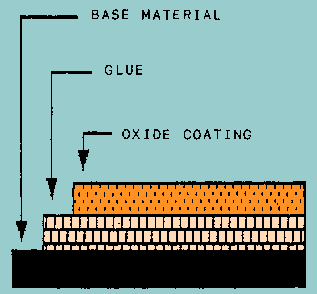 BASE MATERIAL
GLUE
OXIDE COATING